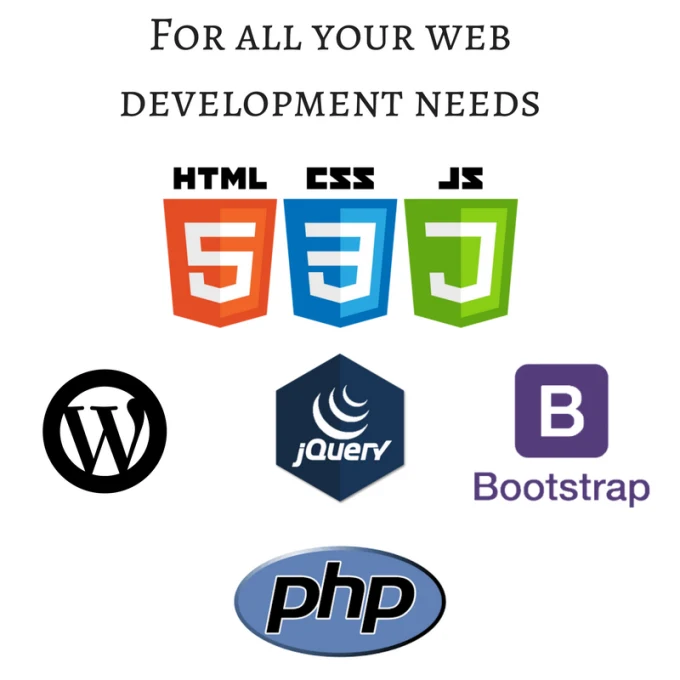 For all your web
development needs
HTML CSS JS
5 3 J
W
jQuery
B
Bootstrap
php